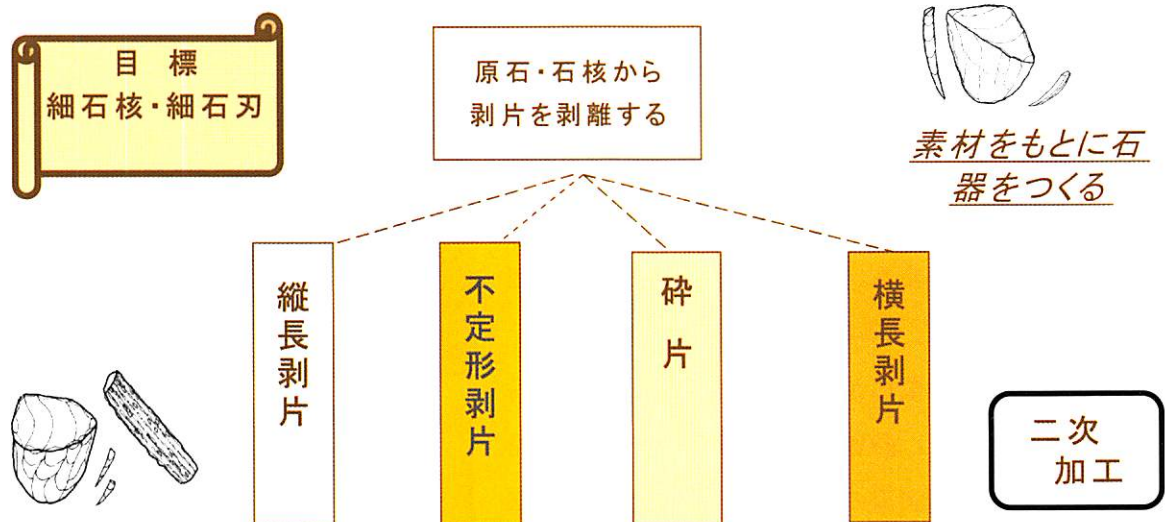 目 標
細石核・細石刃
原石・石核から
剥片を剥離する
素材をもとに石
器をつくる
縦長剥片
不定形剥片
砕 片
横長剥片
二次
加工